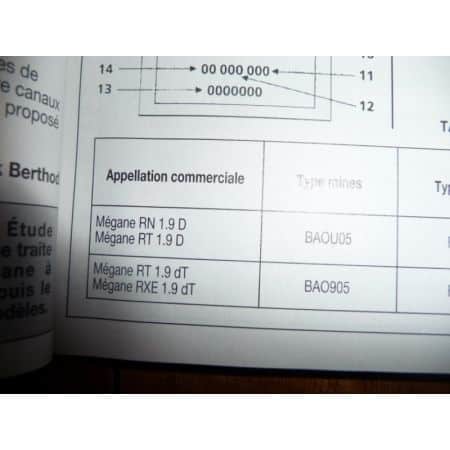 es de
e canaux
proposé
Berthod
Étude
e traite
ane à
puis le
dèles.
14
00 000 000
11
13
0000000
12
Appellation commerciale
Type mines
Mégane RN 1.9 D
Mégane RT 1.9 D
BAOU05
Mégane RT 1.9 dT
Mégane RXE 1.9 dT
BAO905